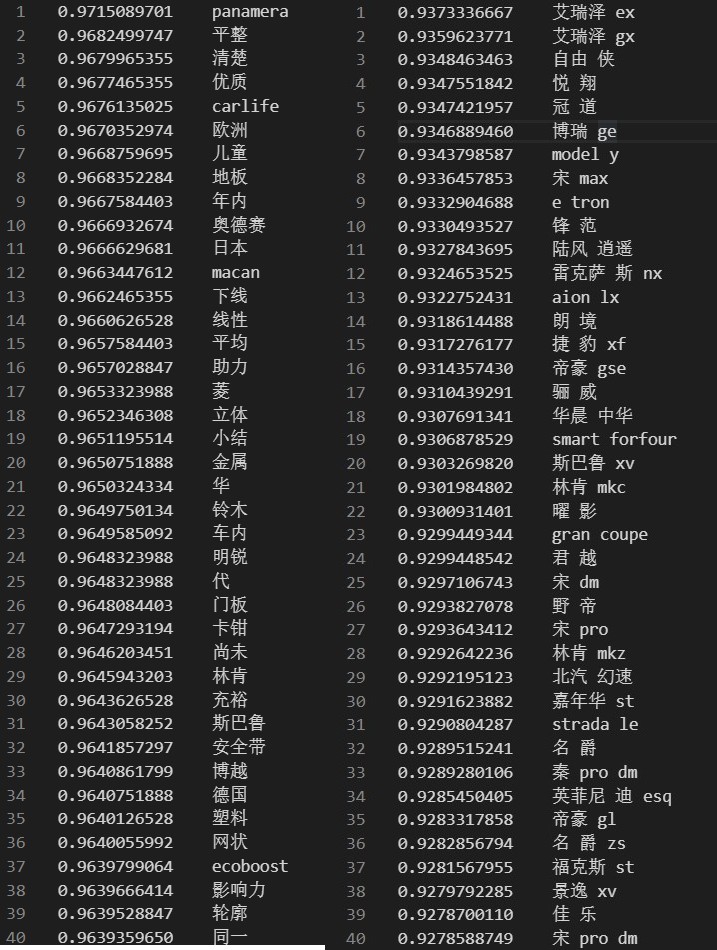 1 0.9715089701 panamera
2 0.9682499747 平整
3 0.9679965355 清楚
4 0.9677465355 优质
5 0.9676135025 carlife
6 0.9670352974 欧洲
7 0.9668759695 儿童
8 0.9668352284 地板
9 0.9667584403 年内
10 0.9666932674 奥德赛
11 0.9666629681 日本
12 0.9663447612 macan
13 0.9662465355 下线
14 0.9660626528 线性
15 0.9657584403 平均
16 0.9657028847 助力
17 0.9653323988 菱
18 0.9652346308 立体
19 0.9651195514 小结
20 0.9650751888 金属
21 0.9650324334 华
22 0.9649750134 铃木
23 0.9649585092 车内
24 0.9648323988 明锐
25 0.9648323988 代
26 0.9648084403 门板
27 0.9647293194 卡钳
28 0.9646203451 尚未
29 0.9645943203 林肯
30 0.9643626528 充裕
31 0.9643058252 斯巴鲁
32 0.9641857297 安全带
33 0.9640861799 博越
34 0.9640751888 德国
35 0.9640126528 塑料
36 0.9640055992 网状
37 0.9639799064 ecoboost
38 0.9639666414 影响力
39 0.9639528847 轮廓
40 0.9639359650 同一
1 0.9373336667 艾瑞泽 ex
2 0.9359623771 艾瑞泽 gx
3 0.9348463463 自由 侠
4 0.9347551842 悦 翔
5 0.9347421957 冠 道
6 0.9346889460 博瑞 ge
7 0.9343798587 model y
8 0.9336457853 宋 max
9 0.9332904688 e tron
10 0.9330493527 锋 范
11 0.9327843695 陆风 逍遥
12 0.9324653525 雷克萨 斯 nx
13 0.9322752431 aion lx
14 0.9318614488 朗 境
15 0.9317276177 捷 豹 xf
16 0.9314357430 帝豪 gse
17 0.9310439291 骊 威
18 0.9307691341 华晨 中华
19 0.9306878529 smart forfour
20 0.9303269820 斯巴鲁 xv
21 0.9301984802 林肯 mkc
22 0.9300931401 曜 影
23 0.9299449344 gran coupe
24 0.9299448542 君 越
25 0.9297106743 宋 dm
26 0.9293827078 野 帝
27 0.9293643412 宋 pro
28 0.9292642236 林肯 mkz
29 0.9292195123 北汽 幻速
30 0.9291623882 嘉年华 st
31 0.9290804287 strada le
32 0.9289515241 名 爵
33 0.9289280106 秦 pro dm
34 0.9285450405 英菲尼 迪 esq
35 0.9283317858 帝豪 gl
36 0.9282856794 名 爵 zs
37 0.9281567955 福克斯 st
38 0.9279792285 景逸 xv
39 0.9278700110 佳 乐
40 0.9278588749 宋 pro dm